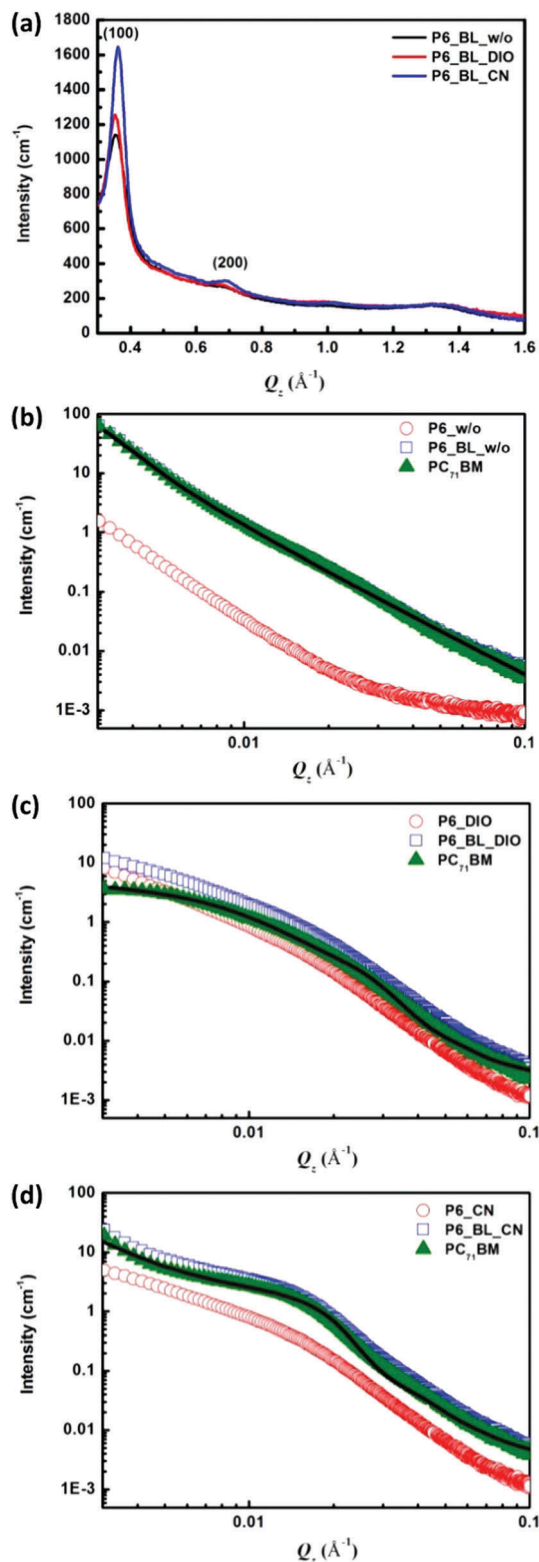 (a)
1800
1600
1400
1200
1000
800
600
400
200
0
Intensity (cm⁻¹)
(100)
(200)
P6_BL_w/o
P6_BL_DIO
P6_BL_CN
0.4 0.6 0.8 1.0 1.2 1.4 1.6
Qz (Å⁻¹)
(b)
100
10
1
0.1
0.01
1E-3
Intensity (cm⁻¹)
P6_w/o
P6_BL_w/o
PC₇₁BM
0.01 0.1
Qz (Å⁻¹)
(c)
100
10
1
0.1
0.01
1E-3
Intensity (cm⁻¹)
P6_DIO
P6_BL_DIO
PC₇₁BM
0.01 0.1
Qz (Å⁻¹)
(d)
100
10
1
0.1
0.01
1E-3
Intensity (cm⁻¹)
P6_CN
P6_BL_CN
PC₇₁BM
0.01 0.1
Qz (Å⁻¹)